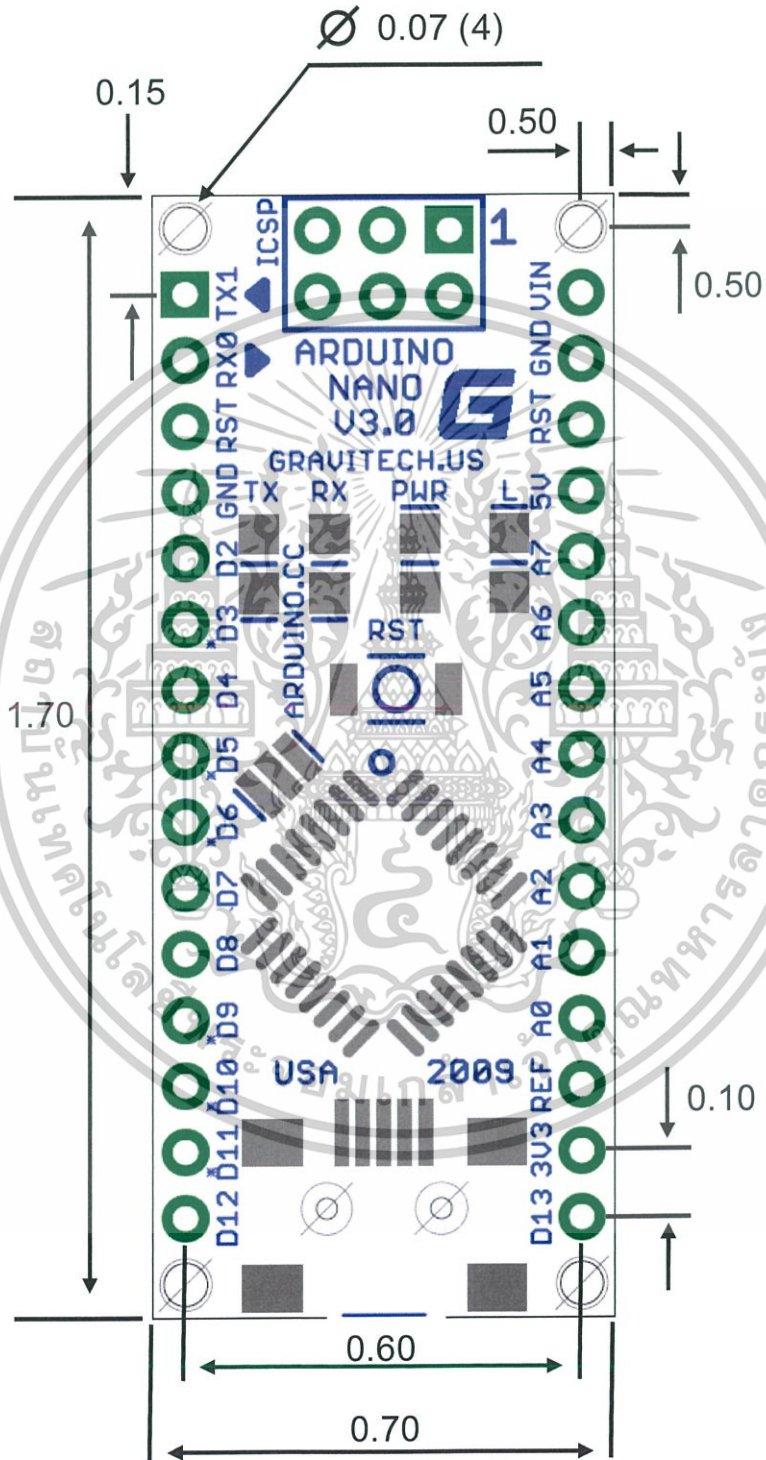 Ø 0.07 (4)
0.15
0.50
0.50
1.70
0.10
0.60
0.70
ICSP
1
ARDUINO
NANO
V3.0
G
GRAVITECH.US
TX RX PWR L
ARDUINO.CC
RST
USA 2009
TX1
RX0
RST
GND
D2
*D3
D4
*D5
*D6
D7
D8
*D9
*D10
*D11
D12
VIN
GND
RST
5V
A7
A6
A5
A4
A3
A2
A1
A0
REF
3V3
D13